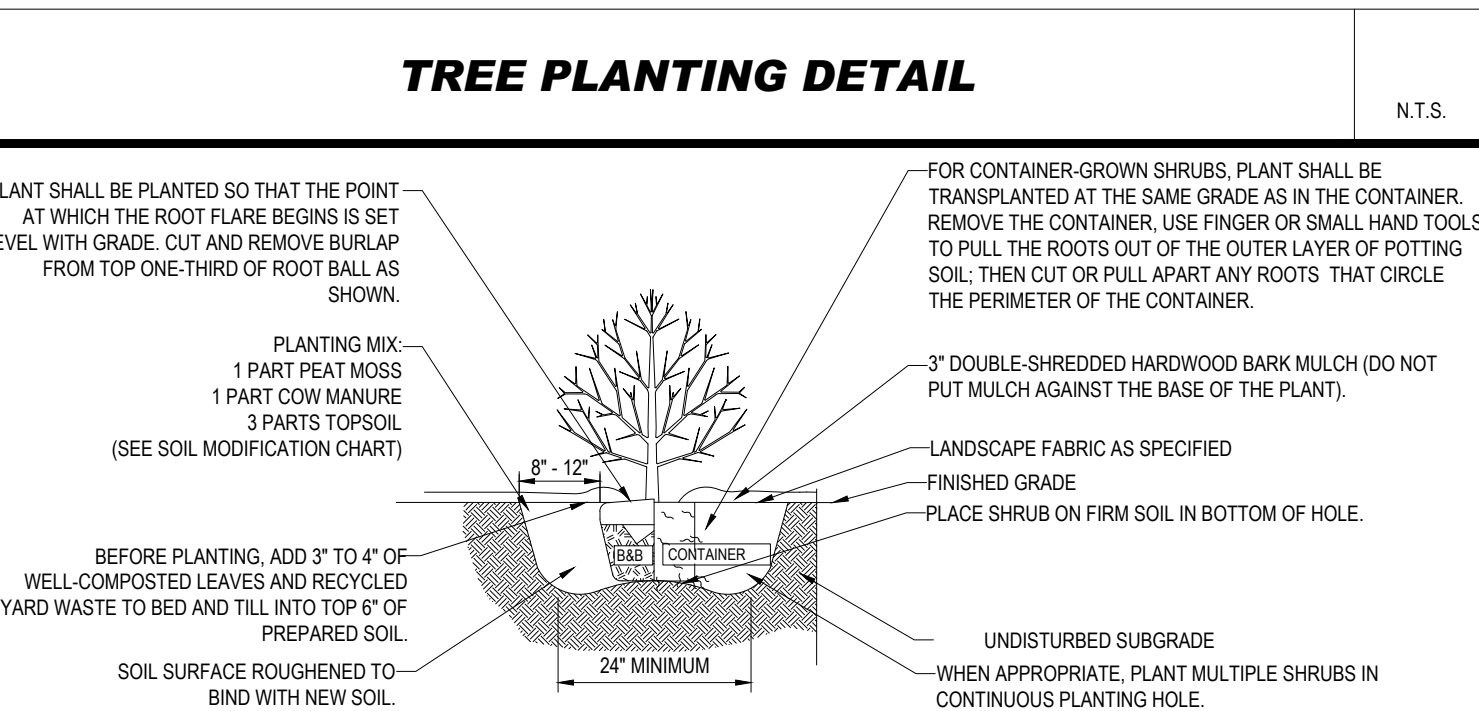 TREE PLANTING DETAIL
N.T.S.
LANT SHALL BE PLANTED SO THAT THE POINT
AT WHICH THE ROOT FLARE BEGINS IS SET
EVEL WITH GRADE. CUT AND REMOVE BURLAP
FROM TOP ONE-THIRD OF ROOT BALL AS
SHOWN.
PLANTING MIX:
1 PART PEAT MOSS
1 PART COW MANURE
3 PARTS TOPSOIL
(SEE SOIL MODIFICATION CHART)
8" - 12"
BEFORE PLANTING, ADD 3" TO 4" OF
WELL-COMPOSTED LEAVES AND RECYCLED
YARD WASTE TO BED AND TILL INTO TOP 6" OF
PREPARED SOIL.
SOIL SURFACE ROUGHENED TO
BIND WITH NEW SOIL.
B&B
CONTAINER
24" MINIMUM
FOR CONTAINER-GROWN SHRUBS, PLANT SHALL BE
TRANSPLANTED AT THE SAME GRADE AS IN THE CONTAINER.
REMOVE THE CONTAINER, USE FINGER OR SMALL HAND TOOLS
TO PULL THE ROOTS OUT OF THE OUTER LAYER OF POTTING
SOIL; THEN CUT OR PULL APART ANY ROOTS THAT CIRCLE
THE PERIMETER OF THE CONTAINER.
3" DOUBLE-SHREDDED HARDWOOD BARK MULCH (DO NOT
PUT MULCH AGAINST THE BASE OF THE PLANT).
LANDSCAPE FABRIC AS SPECIFIED
FINISHED GRADE
PLACE SHRUB ON FIRM SOIL IN BOTTOM OF HOLE.
UNDISTURBED SUBGRADE
WHEN APPROPRIATE, PLANT MULTIPLE SHRUBS IN
CONTINUOUS PLANTING HOLE.